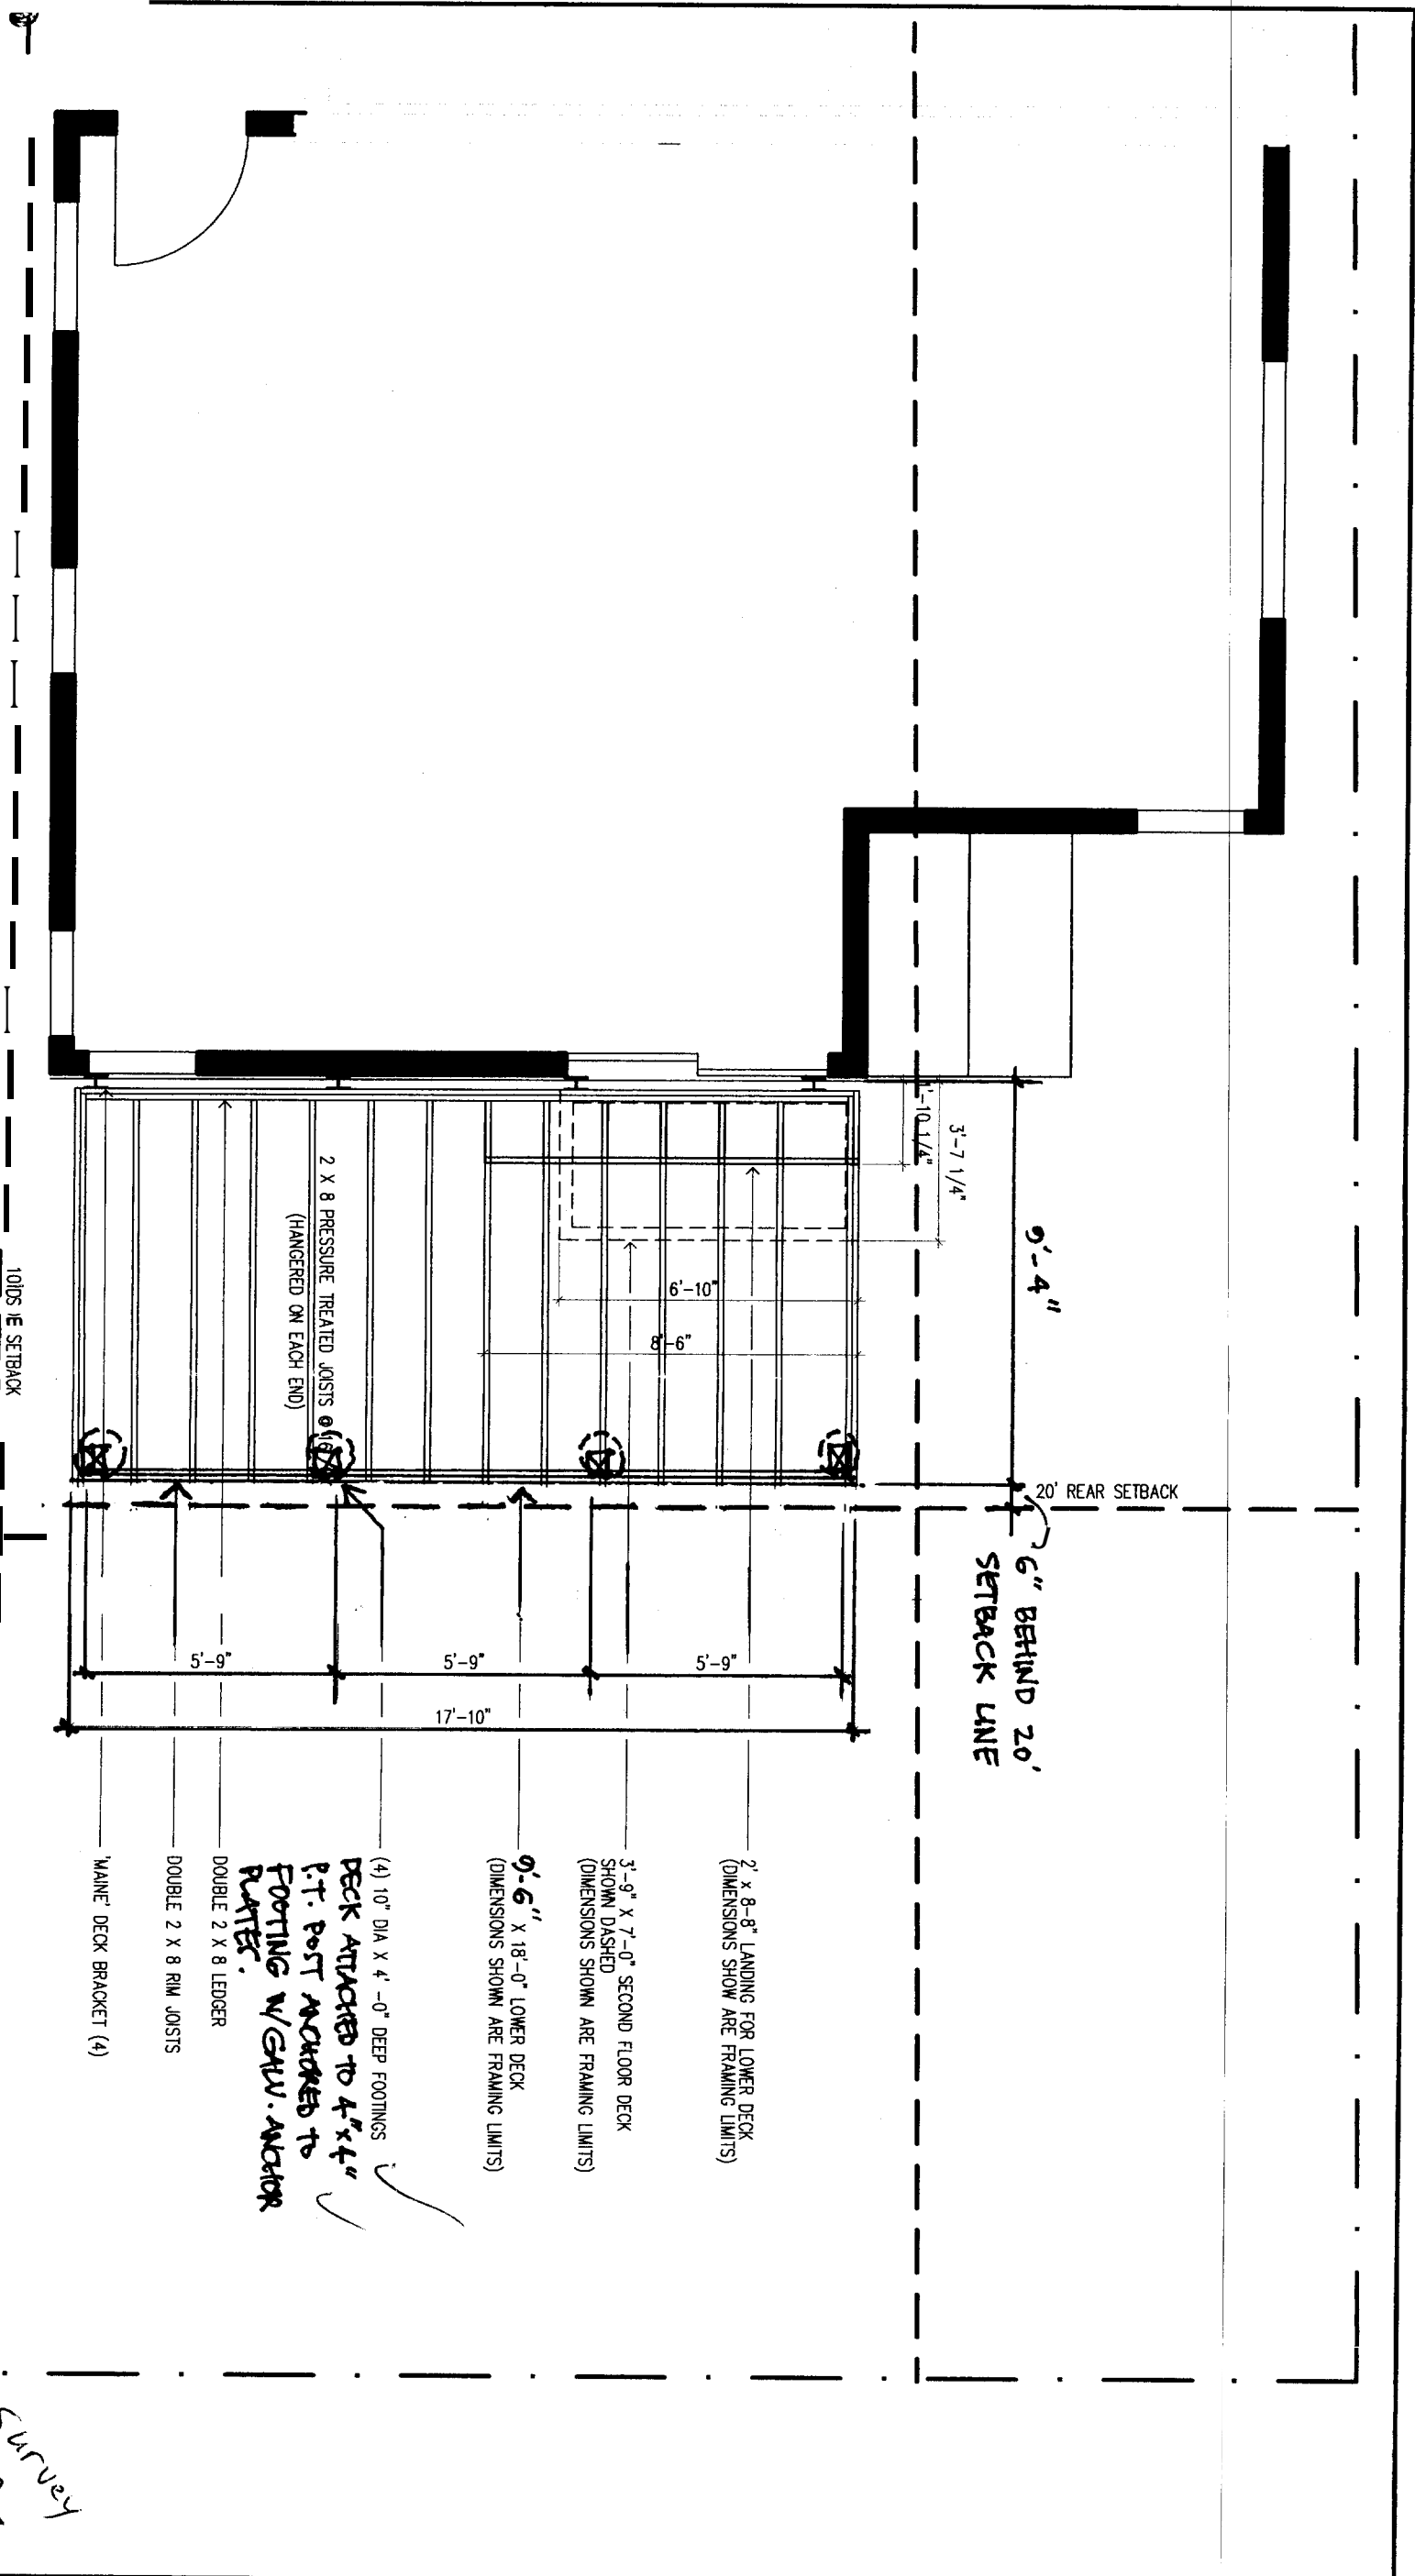 1'-10 1/4"
3'-7 1/4"
9'-4"
2 X 8 PRESSURE TREATED JOISTS @ 16"
(HANGERED ON EACH END)
6'-10"
8'-6"
20' REAR SETBACK
6" BEHIND 20'
SETBACK LINE
SETBACK
5'-9"
5'-9"
5'-9"
17'-10"
2' x 8-8" LANDING FOR LOWER DECK
(DIMENSIONS SHOW ARE FRAMING LIMITS)
3'-9" X 7'-0" SECOND FLOOR DECK
SHOWN DASHED
(DIMENSIONS SHOWN ARE FRAMING LIMITS)
9'-6" X 18'-0" LOWER DECK
(DIMENSIONS SHOWN ARE FRAMING LIMITS)
(4) 10" DIA X 4' -0" DEEP FOOTINGS
DECK ATTACHED TO 4"x4"
P.T. POST ANCHORED TO
FOOTING W/GALV. ANCHOR
PLATES.
DOUBLE 2 X 8 LEDGER
DOUBLE 2 X 8 RIM JOISTS
'MAINE' DECK BRACKET (4)
Survey